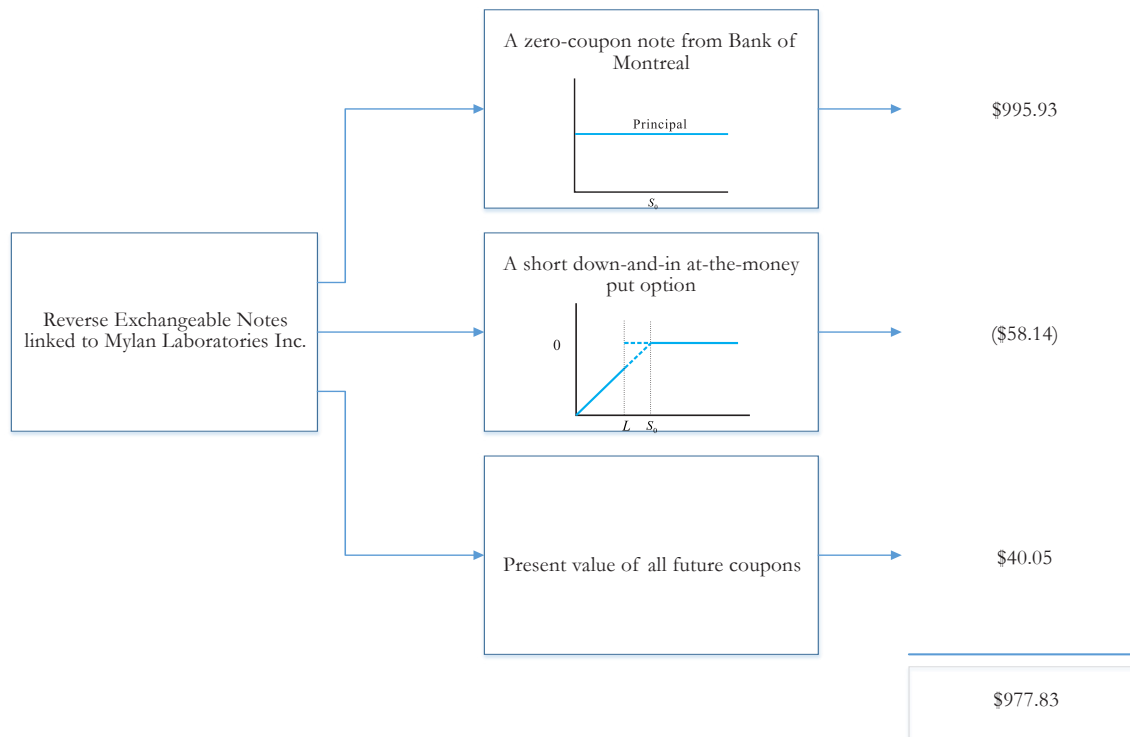 A zero-coupon note from Bank of
Montreal
Principal
S₀
$995.93
Reverse Exchangeable Notes
linked to Mylan Laboratories Inc.
A short down-and-in at-the-money
put option
0
L S₀
($58.14)
Present value of all future coupons
$40.05
$977.83